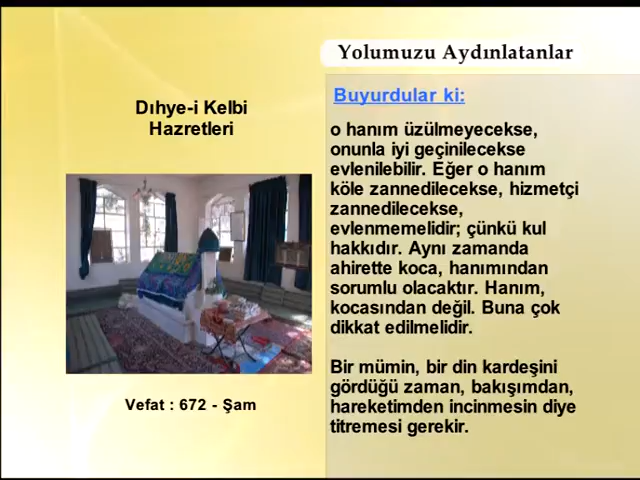 Yolumuzu Aydınlatanlar
Dıhye-i Kelbi
Hazretleri
Vefat : 672 - Şam
Buyurdular ki:
o hanım üzülmeyecekse,
onunla iyi geçinilecekse
evlenilebilir. Eğer o hanım
köle zannedilecekse, hizmetçi
zannedilecekse,
evlenmemelidir; çünkü kul
hakkıdır. Aynı zamanda
ahirette koca, hanımından
sorumlu olacaktır. Hanım,
kocasından değil. Buna çok
dikkat edilmelidir.
Bir mümin, bir din kardeşini
gördüğü zaman, bakışımdan,
hareketimden incinmesin diye
titremesi gerekir.